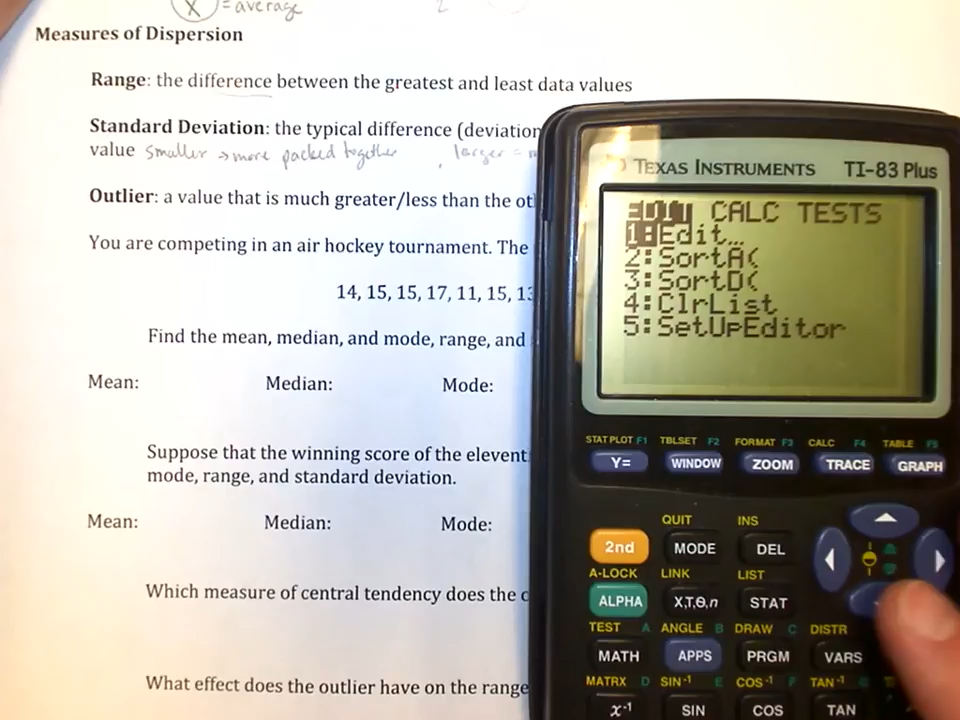 x̄ = average
Measures of Dispersion
Range: the difference between the greatest and least data values
Standard Deviation: the typical difference (deviation
value smaller → more packed together, larger =
Outlier: a value that is much greater/less than the ot
You are competing in an air hockey tournament. The
14, 15, 15, 17, 11, 15, 13
Find the mean, median, and mode, range, and
Mean: Median: Mode:
Suppose that the winning score of the elevent
mode, range, and standard deviation.
Mean: Median: Mode:
Which measure of central tendency does the
What effect does the outlier have on the range
TEXAS INSTRUMENTS TI-83 Plus
EDIT CALC TESTS
1:Edit…
2:SortA(
3:SortD(
4:ClrList
5:SetUpEditor
STAT PLOT F1 TBLSET F2 FORMAT F3 CALC F4 TABLE F5
Y= WINDOW ZOOM TRACE GRAPH
QUIT INS
2nd MODE DEL
A-LOCK LINK LIST
ALPHA X,T,θ,n STAT
TEST A ANGLE B DRAW C DISTR
MATH APPS PRGM VARS
MATRX D SIN⁻¹ E COS⁻¹ F TAN⁻¹
x⁻¹ SIN COS TAN